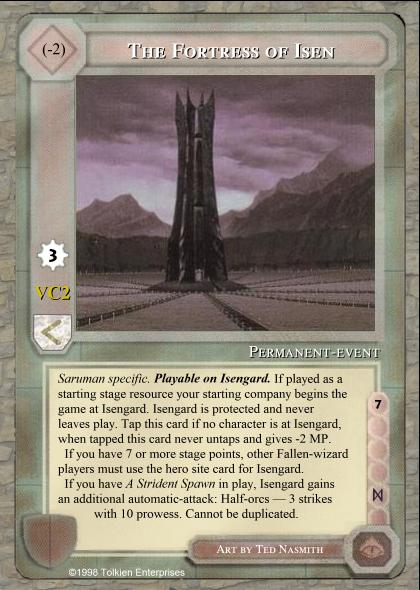 (-2)
The Fortress of Isen
3
VC2
Permanent-event
Saruman specific. Playable on Isengard. If played as a
starting stage resource your starting company begins the
game at Isengard. Isengard is protected and never
leaves play. Tap this card if no character is at Isengard,
when tapped this card never untaps and gives -2 MP.
If you have 7 or more stage points, other Fallen-wizard
players must use the hero site card for Isengard.
If you have A Strident Spawn in play, Isengard gains
an additional automatic-attack: Half-orcs — 3 strikes
with 10 prowess. Cannot be duplicated.
7
Art by Ted Nasmith
©1998 Tolkien Enterprises